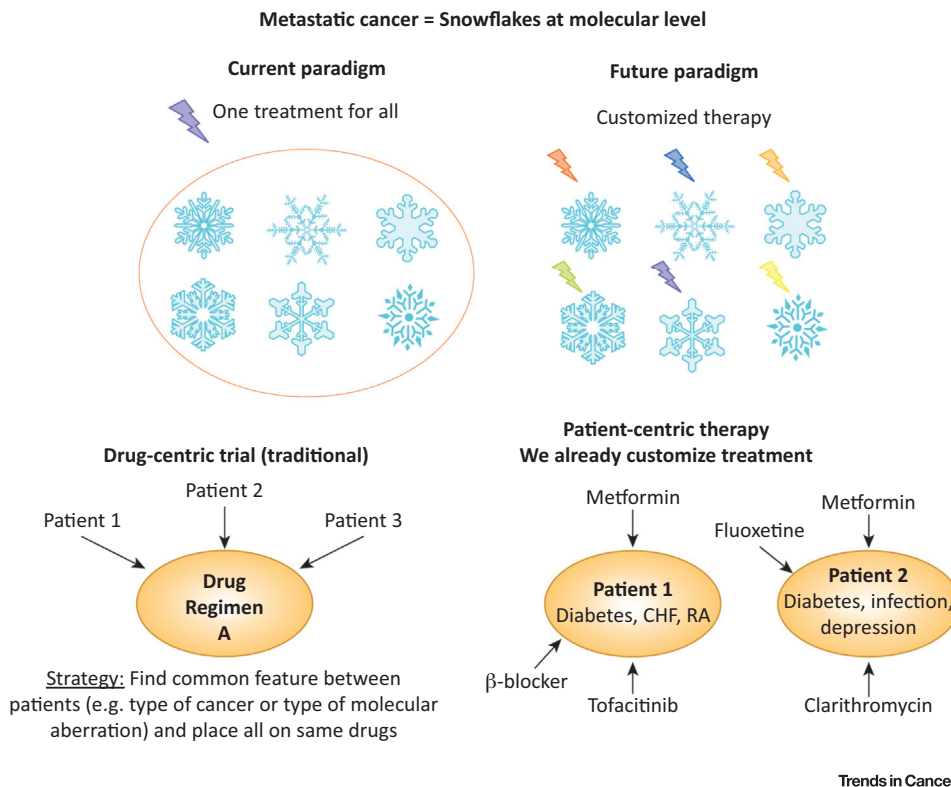 Metastatic cancer = Snowflakes at molecular level
Current paradigm
One treatment for all
Future paradigm
Customized therapy
Drug-centric trial (traditional)
Patient 1
Patient 2
Patient 3
Drug
Regimen
A
Strategy: Find common feature between
patients (e.g. type of cancer or type of molecular
aberration) and place all on same drugs
Patient-centric therapy
We already customize treatment
Metformin
Patient 1
Diabetes, CHF, RA
β-blocker
Tofacitinib
Metformin
Fluoxetine
Patient 2
Diabetes, infection,
depression
Clarithromycin
Trends in Cance